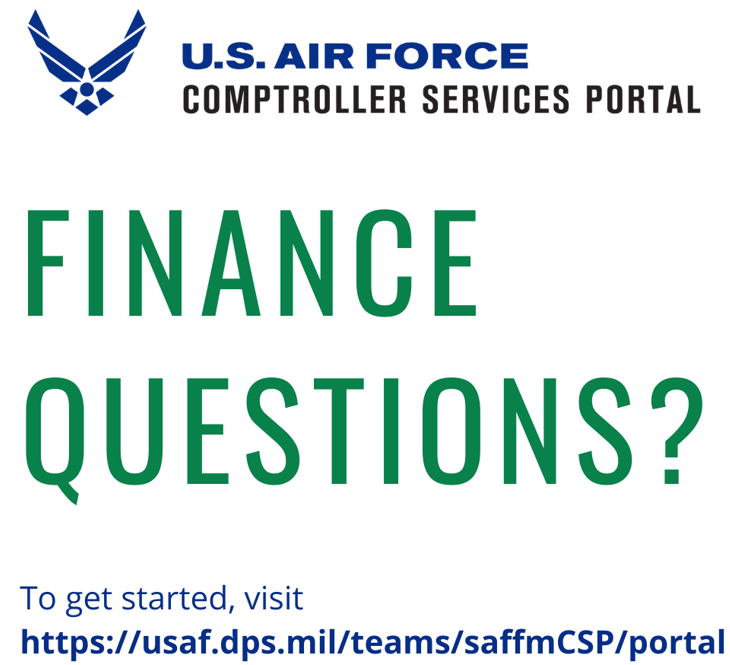 U.S. AIR FORCE
COMPTROLLER SERVICES PORTAL
FINANCE
QUESTIONS?
To get started, visit
https://usaf.dps.mil/teams/saffmCSP/portal